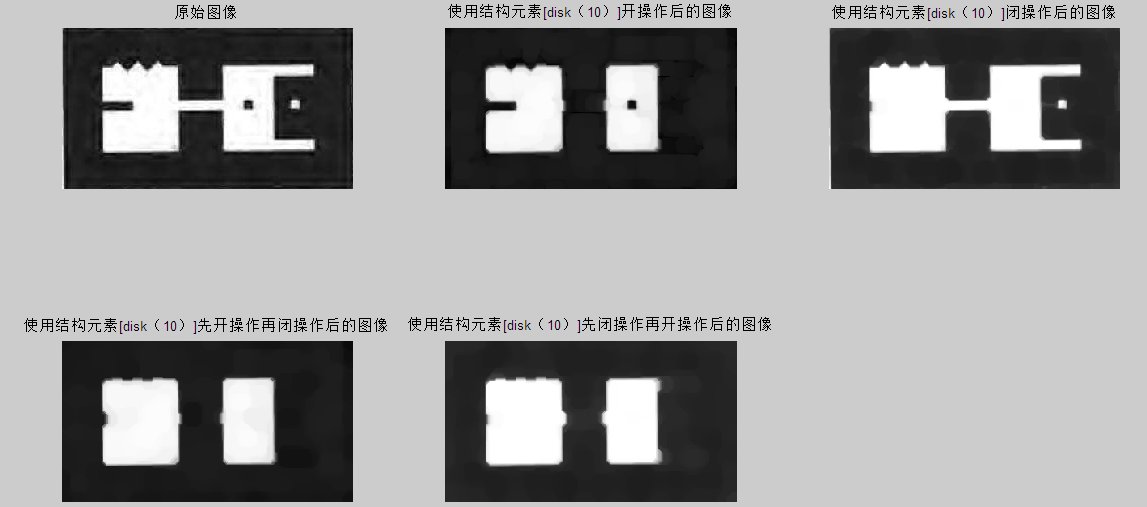 原始图像
使用结构元素[disk（10）]开操作后的图像
使用结构元素[disk（10）]闭操作后的图像
使用结构元素[disk（10）]先开操作再闭操作后的图像
使用结构元素[disk（10）]先闭操作再开操作后的图像